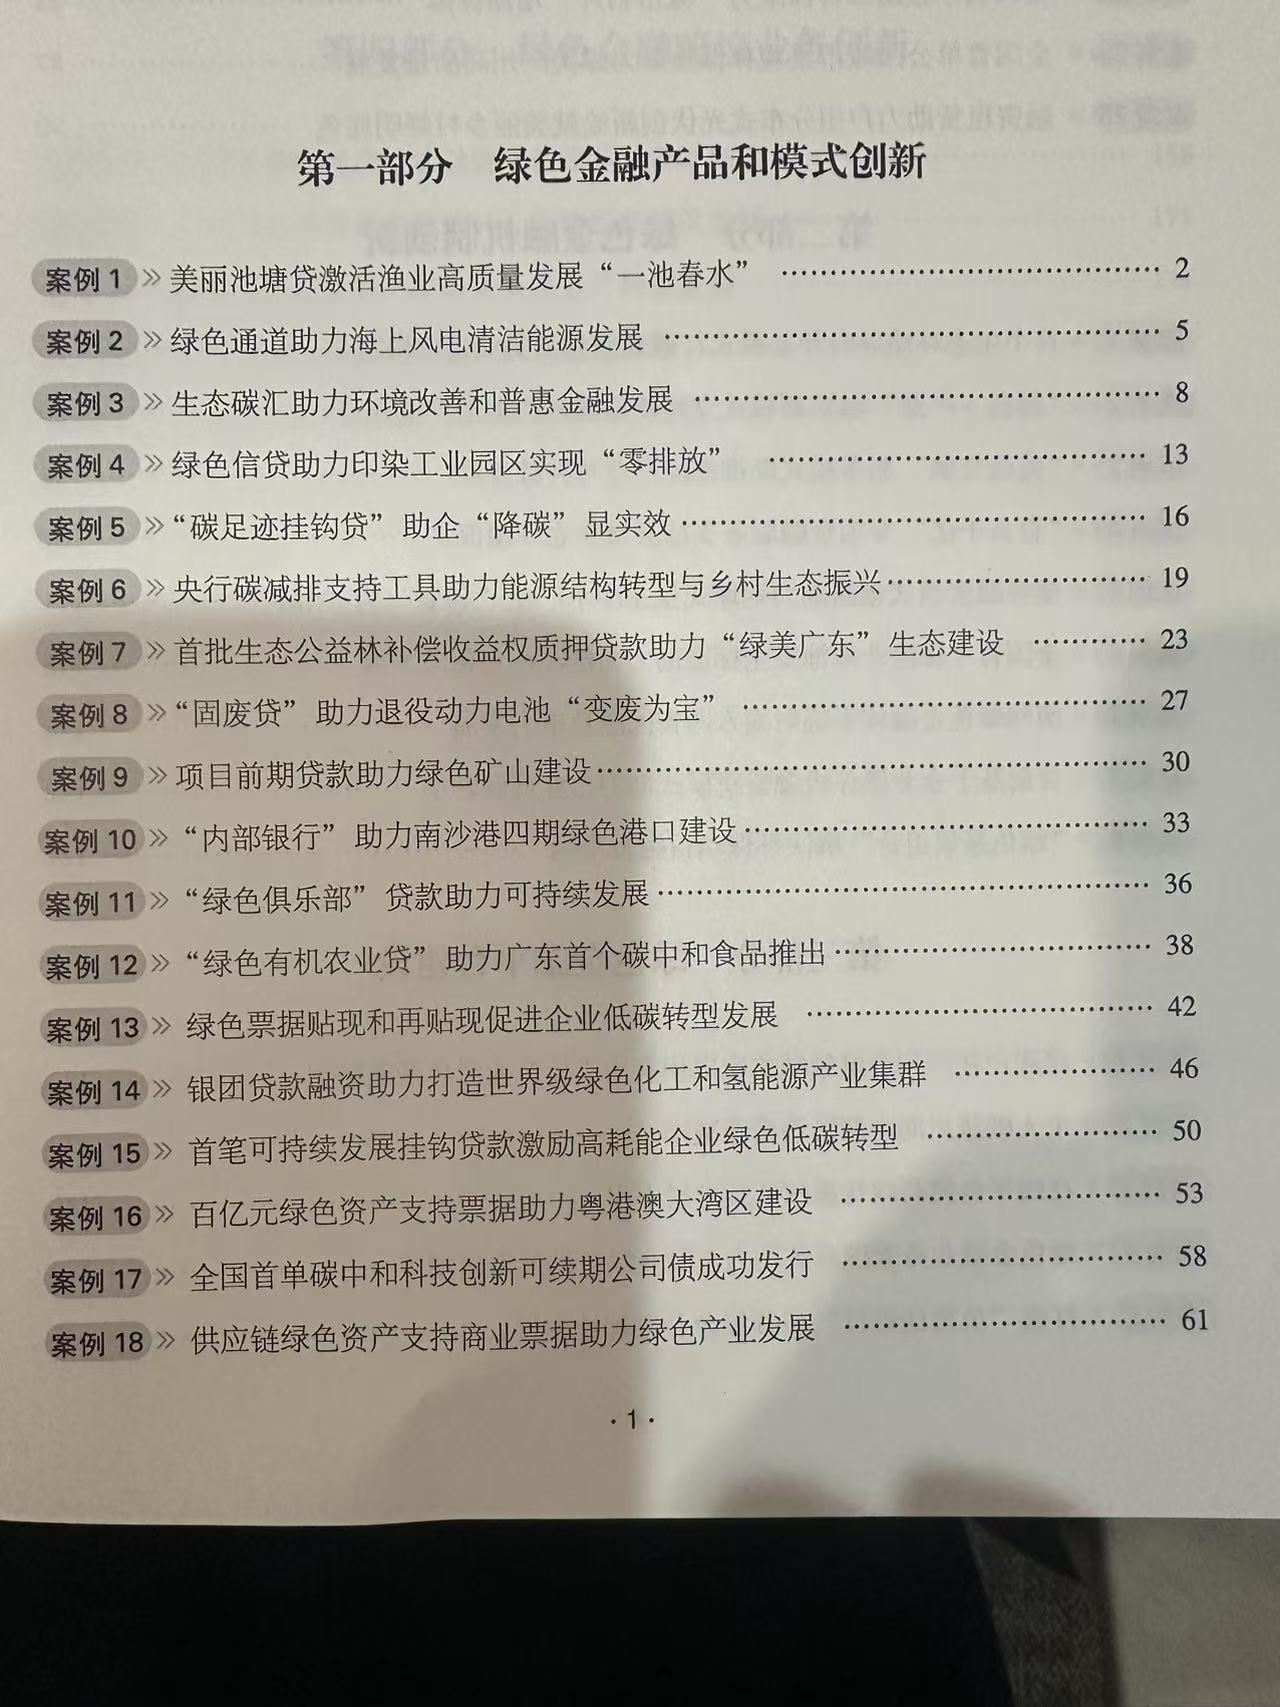 第一部分 绿色金融产品和模式创新
案例 1 » 美丽池塘贷激活渔业高质量发展“一池春水” …… 2
案例 2 » 绿色通道助力海上风电清洁能源发展 …… 5
案例 3 » 生态碳汇助力环境改善和普惠金融发展 …… 8
案例 4 » 绿色信贷助力印染工业园区实现“零排放” …… 13
案例 5 » “碳足迹挂钩贷”助企“降碳”显实效 …… 16
案例 6 » 央行碳减排支持工具助力能源结构转型与乡村生态振兴 …… 19
案例 7 » 首批生态公益林补偿收益权质押贷款助力“绿美广东”生态建设 …… 23
案例 8 » “固废贷”助力退役动力电池“变废为宝” …… 27
案例 9 » 项目前期贷款助力绿色矿山建设 …… 30
案例 10 » “内部银行”助力南沙港四期绿色港口建设 …… 33
案例 11 » “绿色俱乐部”贷款助力可持续发展 …… 36
案例 12 » “绿色有机农业贷”助力广东首个碳中和食品推出 …… 38
案例 13 » 绿色票据贴现和再贴现促进企业低碳转型发展 …… 42
案例 14 » 银团贷款融资助力打造世界级绿色化工和氢能源产业集群 …… 46
案例 15 » 首笔可持续发展挂钩贷款激励高耗能企业绿色低碳转型 …… 50
案例 16 » 百亿元绿色资产支持票据助力粤港澳大湾区建设 …… 53
案例 17 » 全国首单碳中和科技创新可续期公司债成功发行 …… 58
案例 18 » 供应链绿色资产支持商业票据助力绿色产业发展 …… 61
· 1 ·